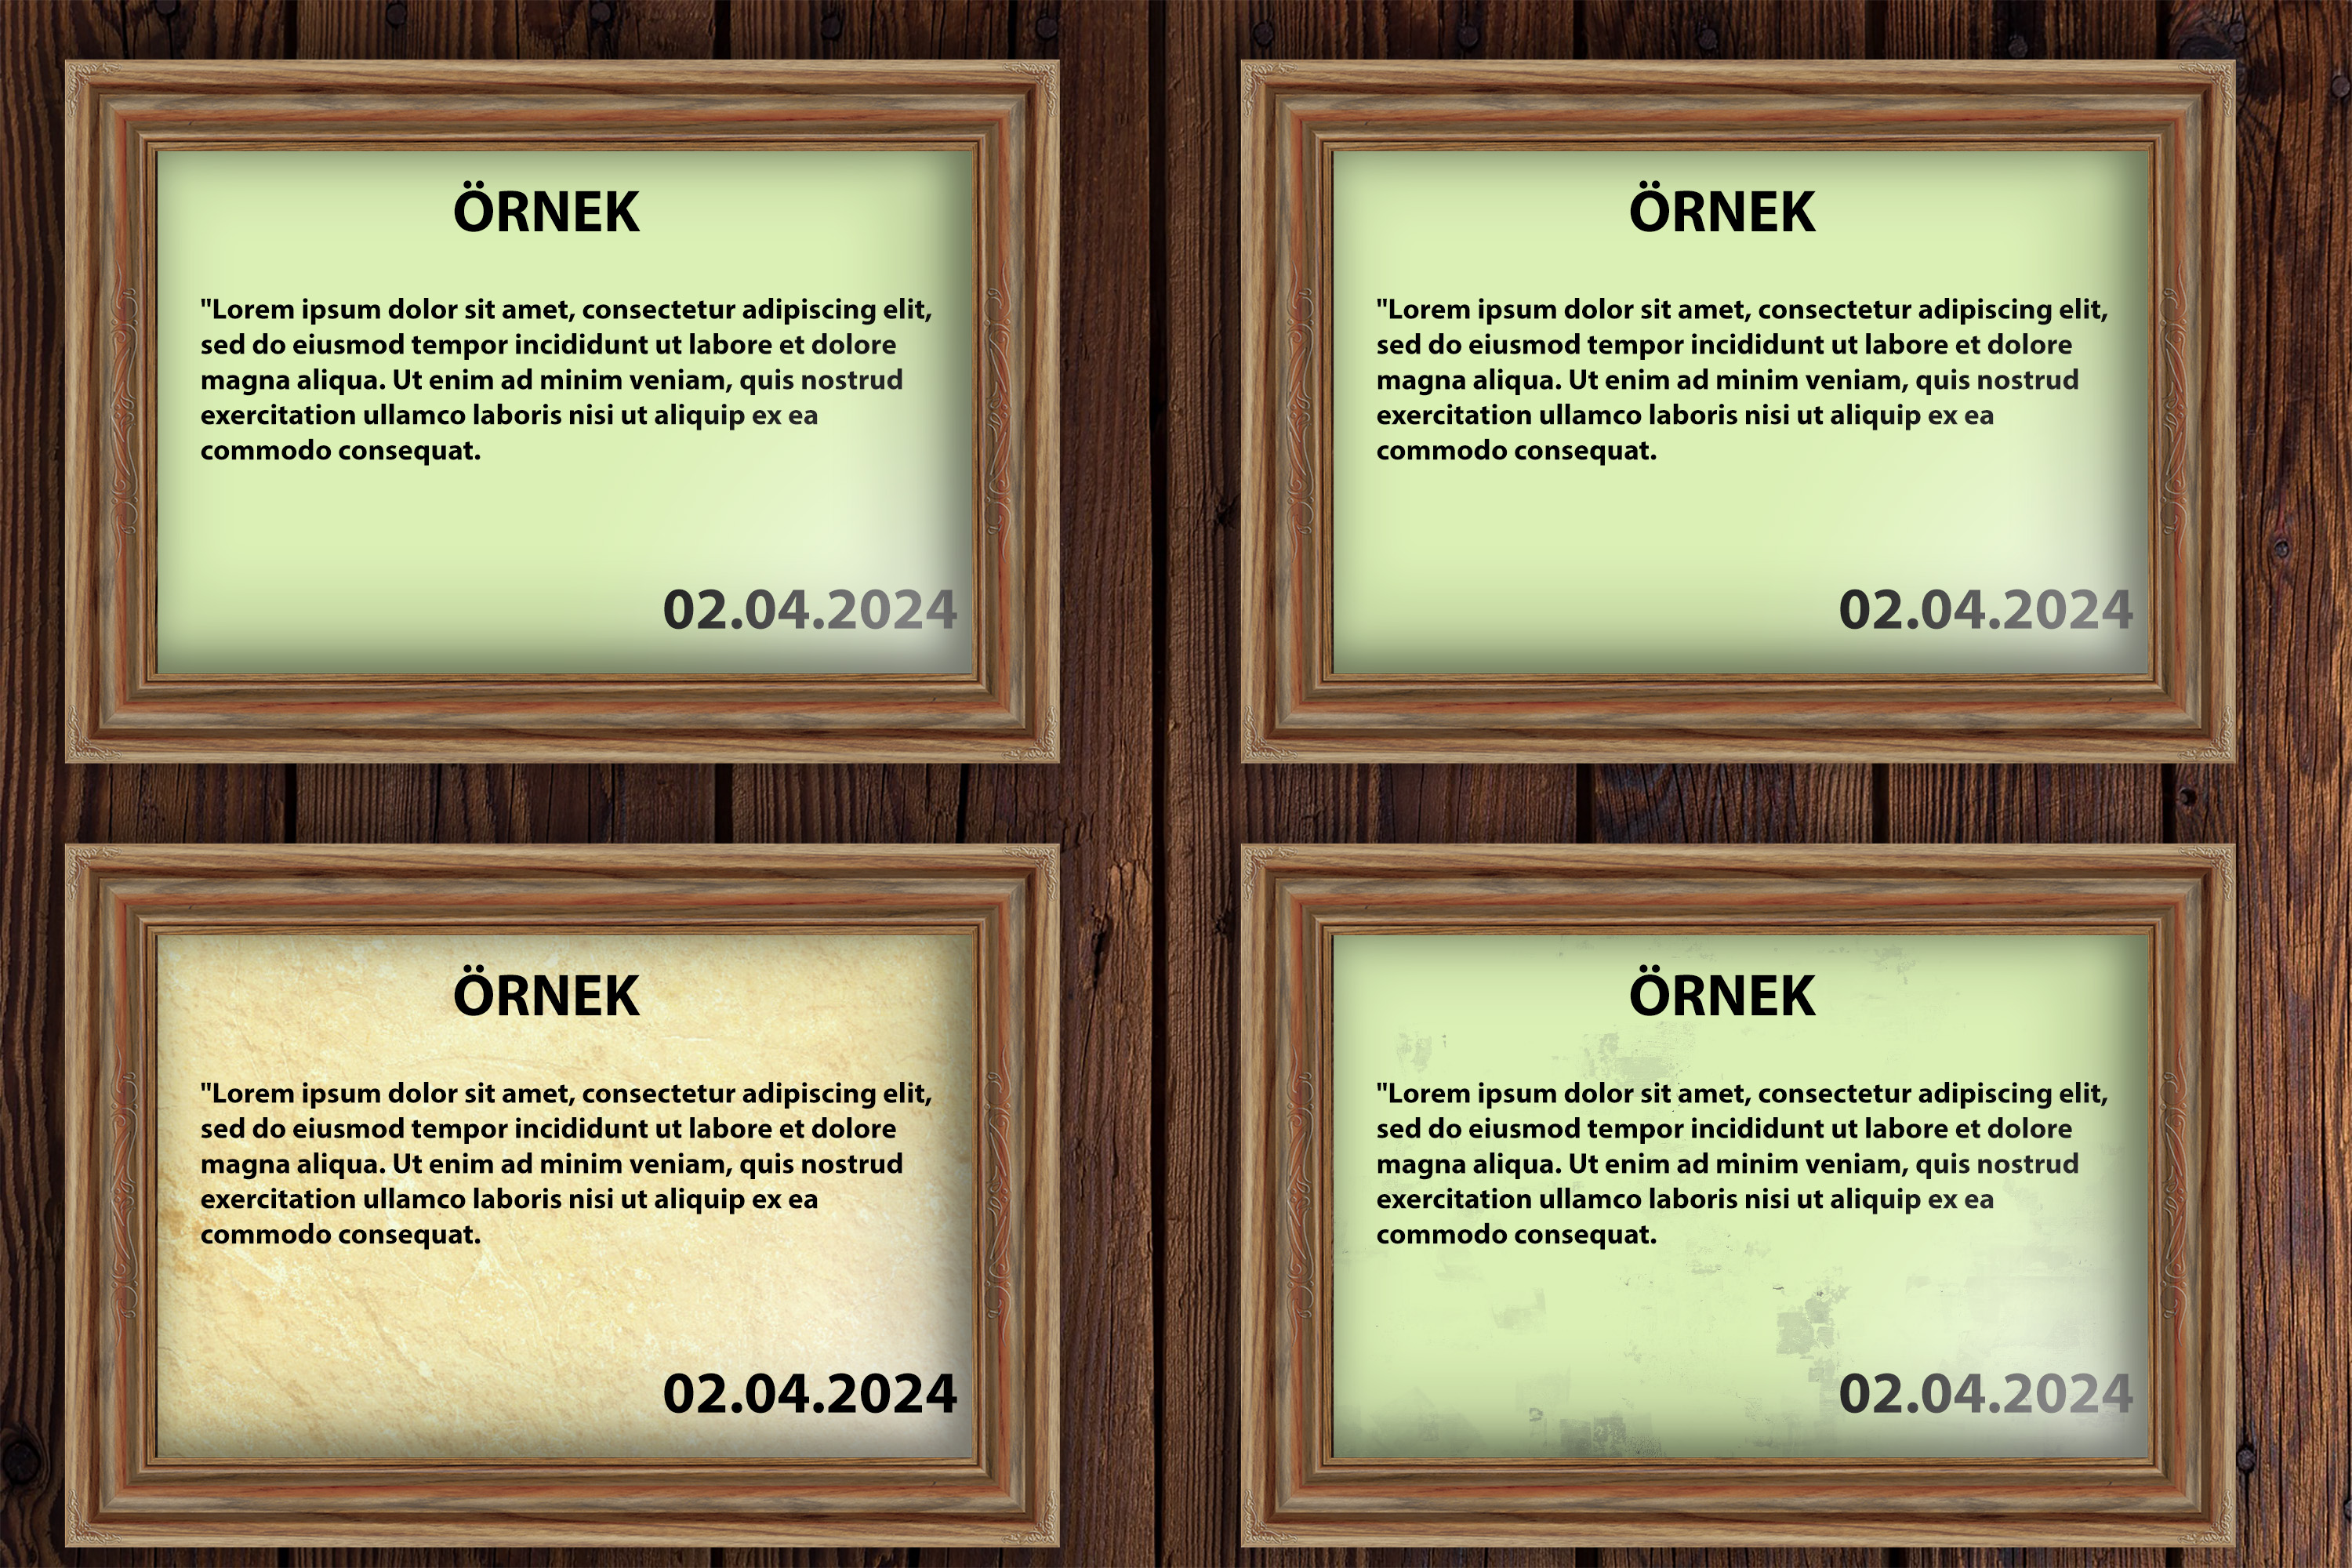 ÖRNEK
"Lorem ipsum dolor sit amet, consectetur adipiscing elit,
sed do eiusmod tempor incididunt ut labore et dolore
magna aliqua. Ut enim ad minim veniam, quis nostrud
exercitation ullamco laboris nisi ut aliquip ex ea
commodo consequat.
02.04.2024
ÖRNEK
"Lorem ipsum dolor sit amet, consectetur adipiscing elit,
sed do eiusmod tempor incididunt ut labore et dolore
magna aliqua. Ut enim ad minim veniam, quis nostrud
exercitation ullamco laboris nisi ut aliquip ex ea
commodo consequat.
02.04.2024
ÖRNEK
"Lorem ipsum dolor sit amet, consectetur adipiscing elit,
sed do eiusmod tempor incididunt ut labore et dolore
magna aliqua. Ut enim ad minim veniam, quis nostrud
exercitation ullamco laboris nisi ut aliquip ex ea
commodo consequat.
02.04.2024
ÖRNEK
"Lorem ipsum dolor sit amet, consectetur adipiscing elit,
sed do eiusmod tempor incididunt ut labore et dolore
magna aliqua. Ut enim ad minim veniam, quis nostrud
exercitation ullamco laboris nisi ut aliquip ex ea
commodo consequat.
02.04.2024